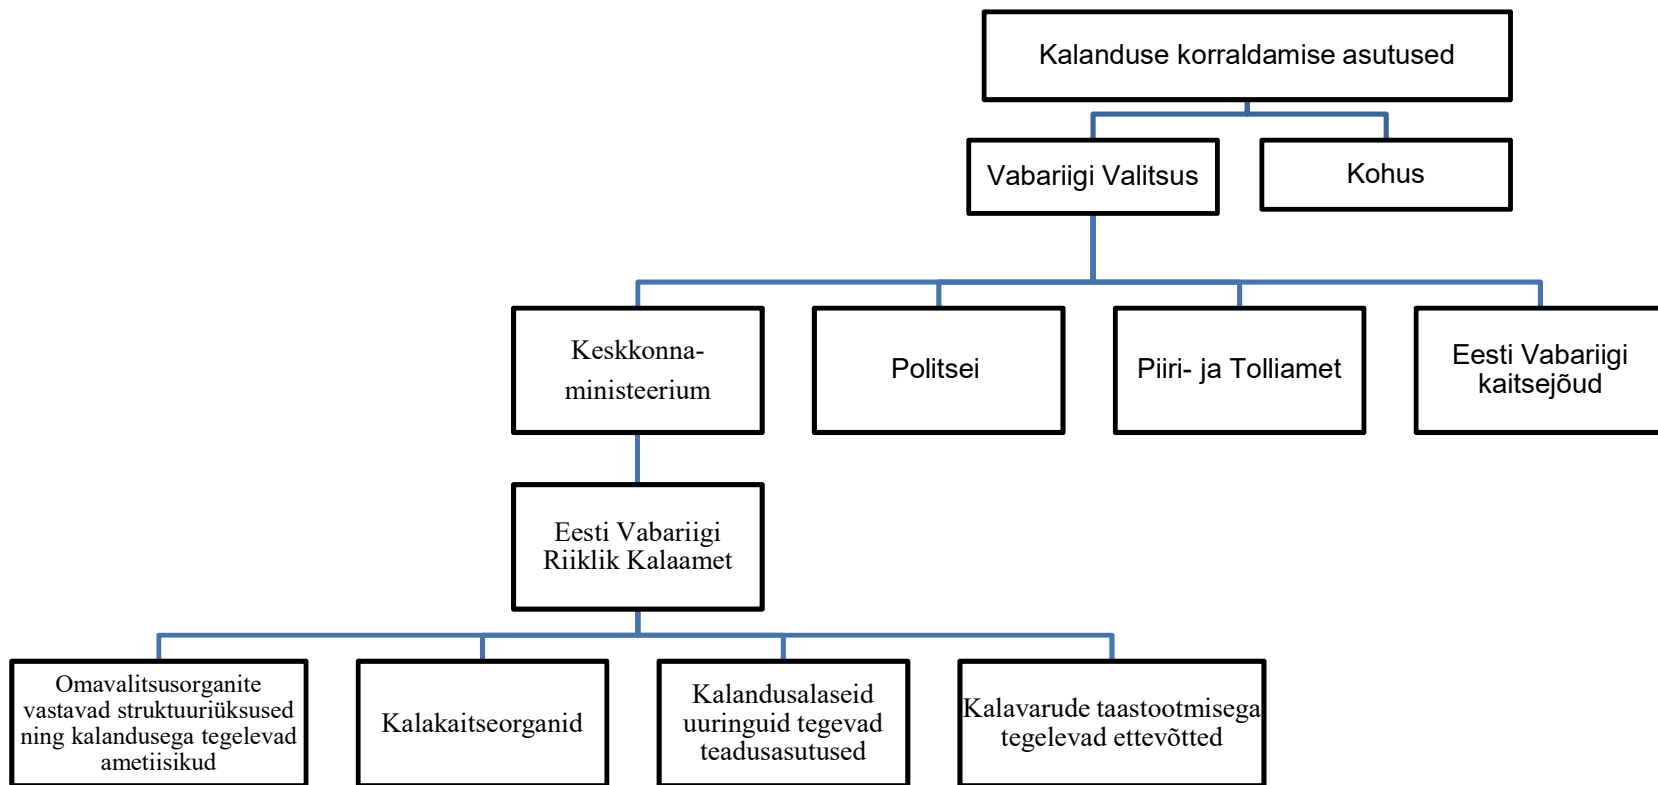 Kalanduse korraldamise asutused
Vabariigi Valitsus
Kohus
Keskkonna-
ministeerium
Politsei
Piiri- ja Tolliamet
Eesti Vabariigi
kaitsejõud
Eesti Vabariigi
Riiklik Kalaamet
Omavalitsusorganite
vastavad struktuuriüksused
ning kalandusega tegelevad
ametiisikud
Kalakaitseorganid
Kalandusalaseid
uuringuid tegevad
teadusasutused
Kalavarude taastootmisega
tegelevad ettevõtted